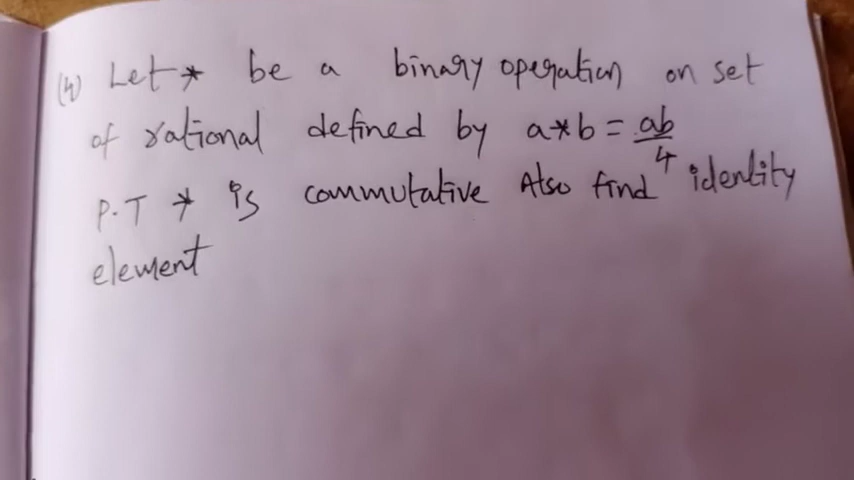 (4) Let * be a binary operation on set
of rational defined by a*b = ab/4
P.T * is commutative Also find identity
element